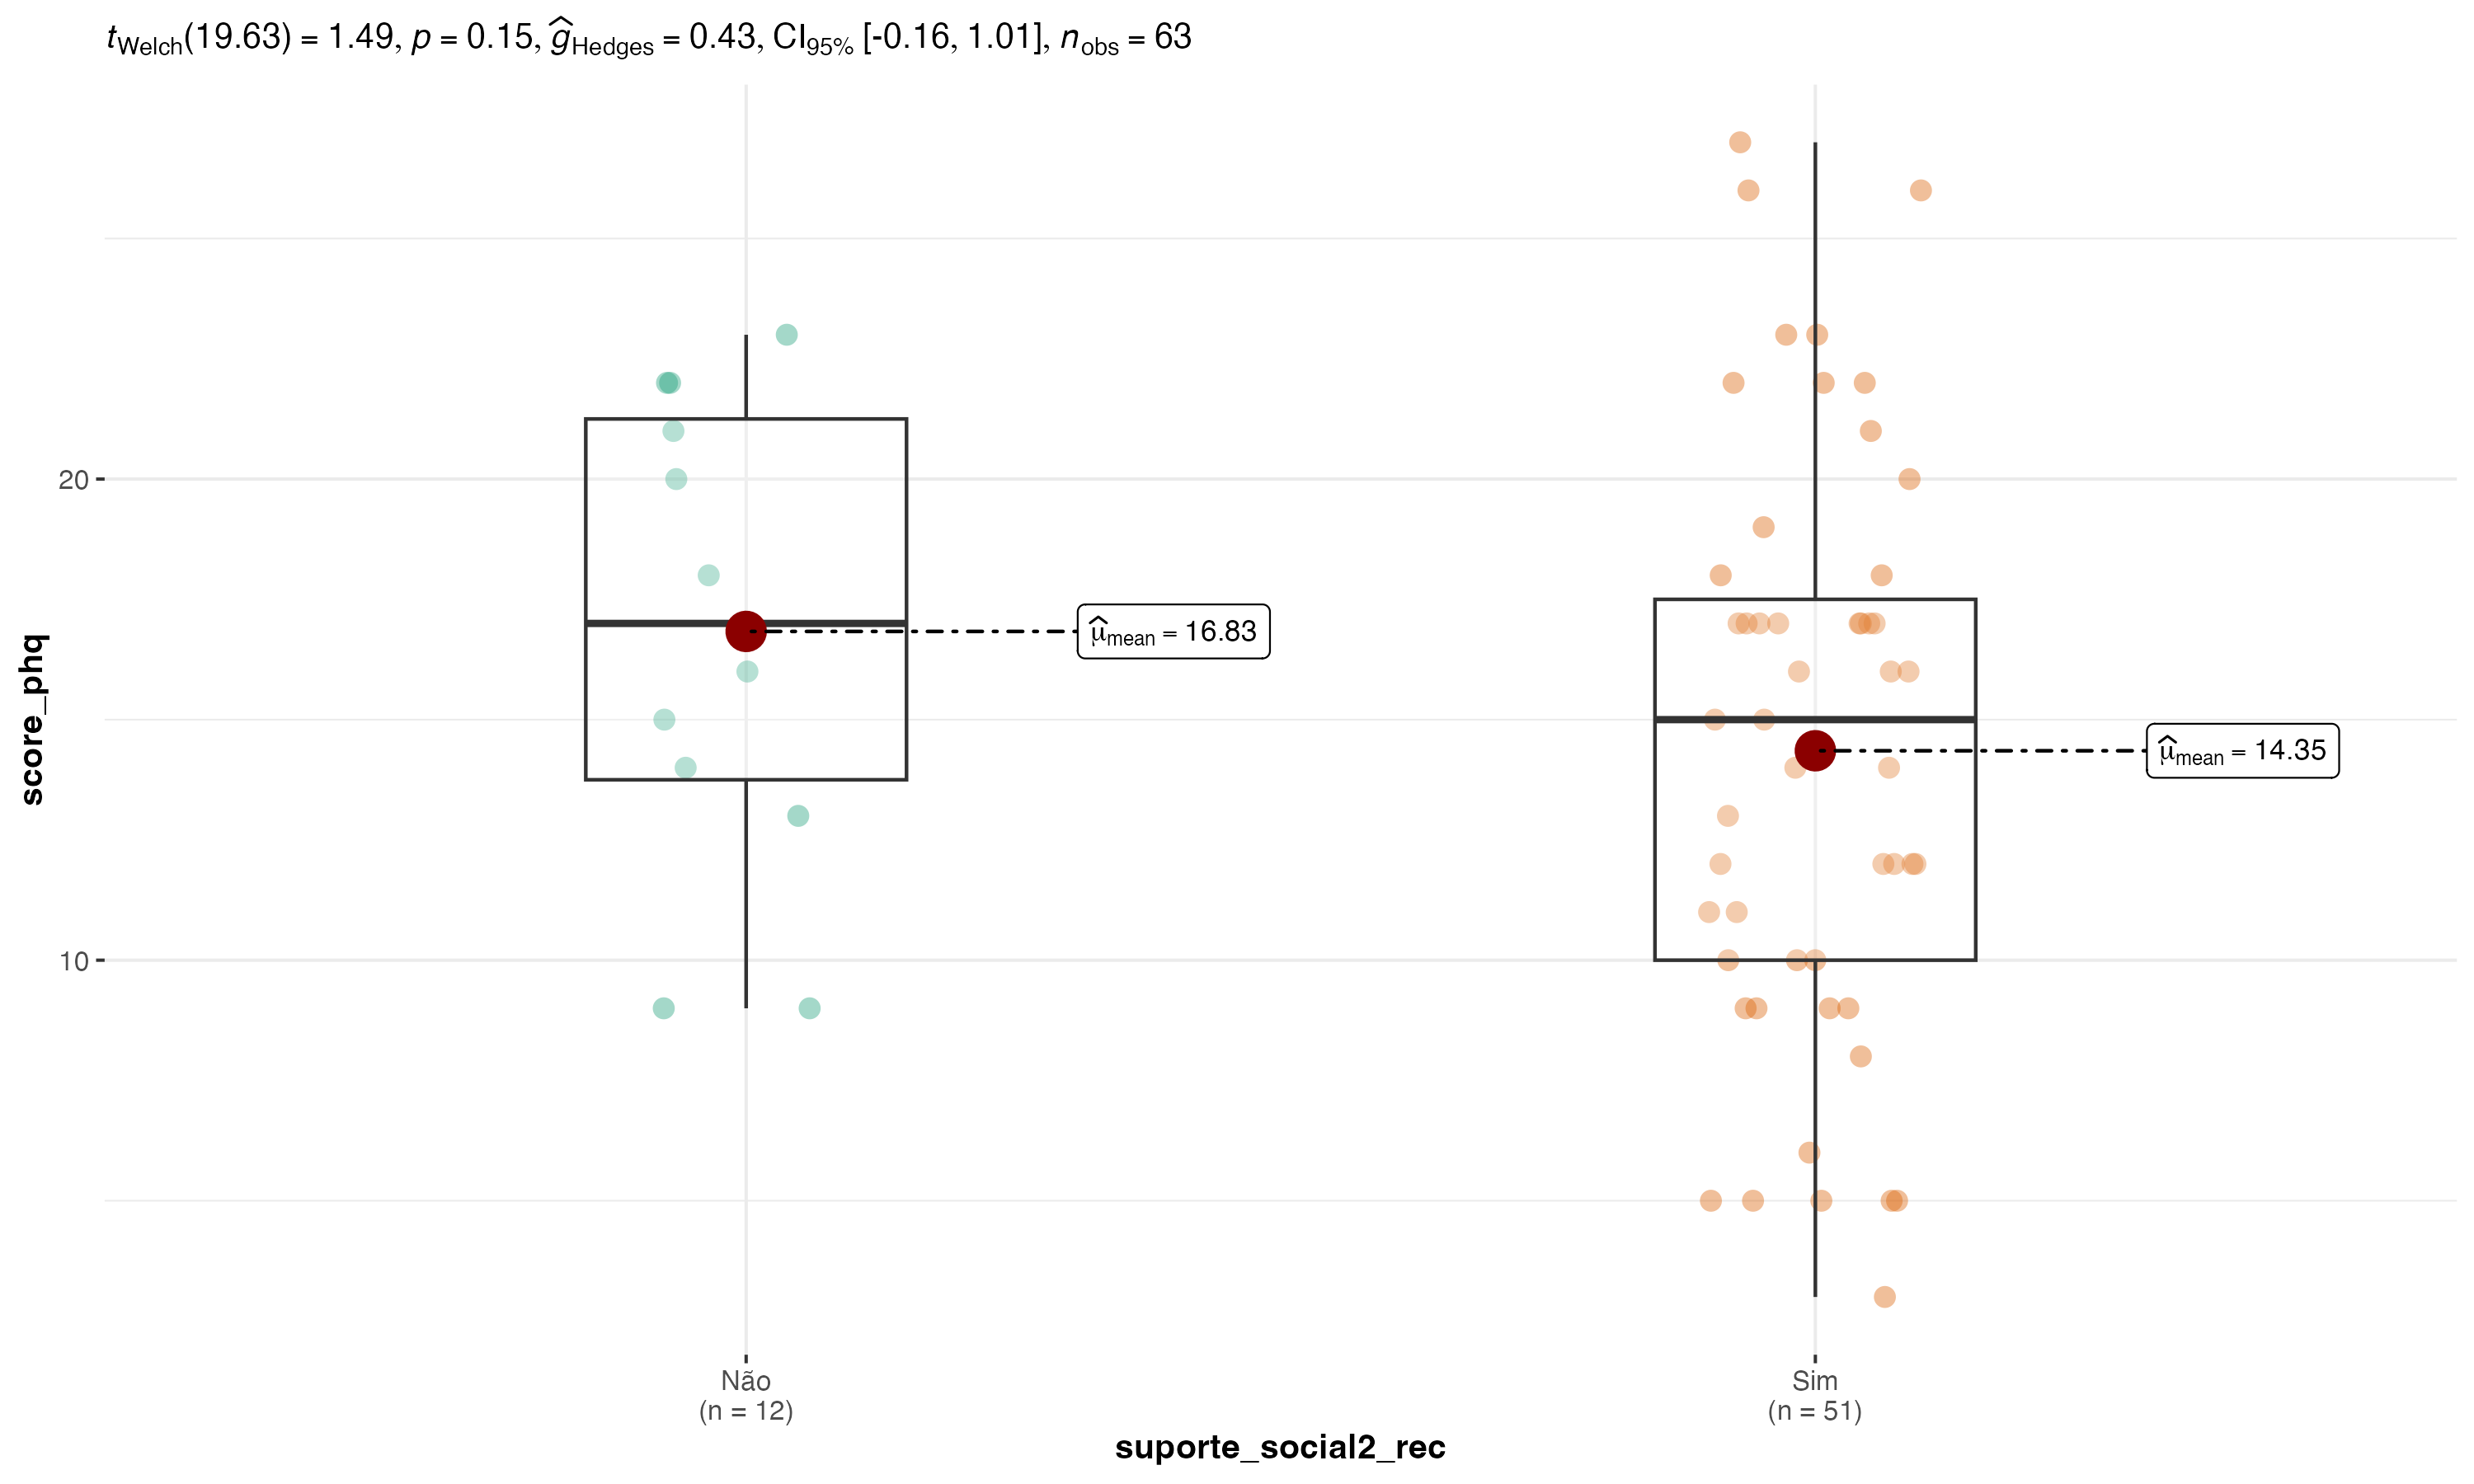 tWelch(19.63) = 1.49, p = 0.15, ĝHedges = 0.43, CI95% [-0.16, 1.01], nobs = 63
score_phq
20
10
μ̂mean = 16.83
μ̂mean = 14.35
Não
(n = 12)
Sim
(n = 51)
suporte_social2_rec